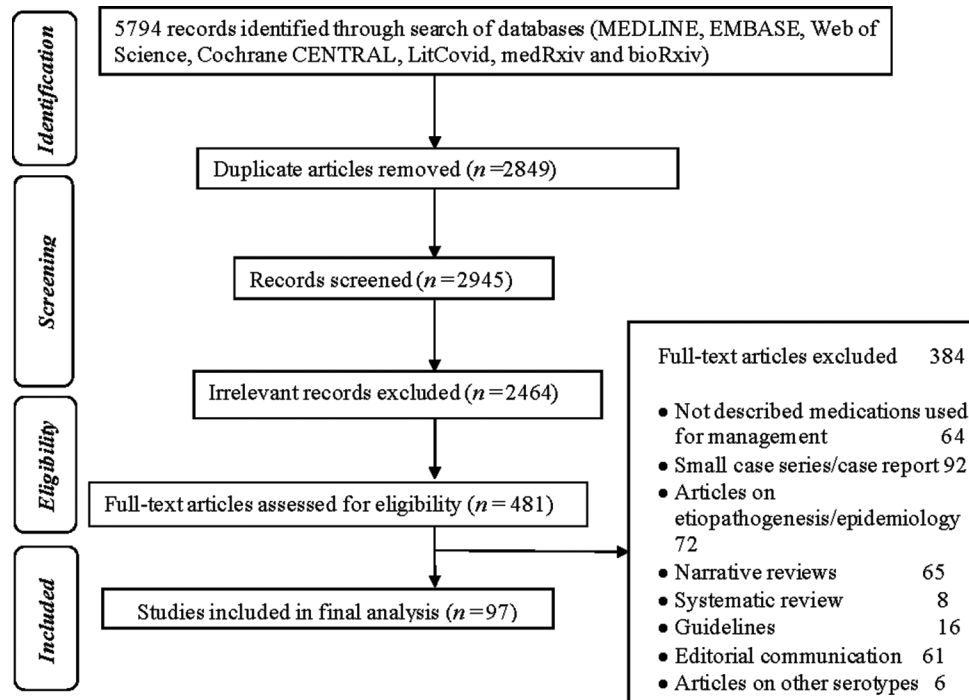 Identification
5794 records identified through search of databases (MEDLINE, EMBASE, Web of
Science, Cochrane CENTRAL, LitCovid, medRxiv and bioRxiv)
Duplicate articles removed (n=2849)
Screening
Records screened (n=2945)
Irrelevant records excluded (n=2464)
Eligibility
Full-text articles assessed for eligibility (n= 481)
Full-text articles excluded 384
• Not described medications used
for management 64
• Small case series/case report 92
• Articles on
etiopathogenesis/epidemiology
72
• Narrative reviews 65
• Systematic review 8
• Guidelines 16
• Editorial communication 61
• Articles on other serotypes 6
Included
Studies included in final analysis (n=97)